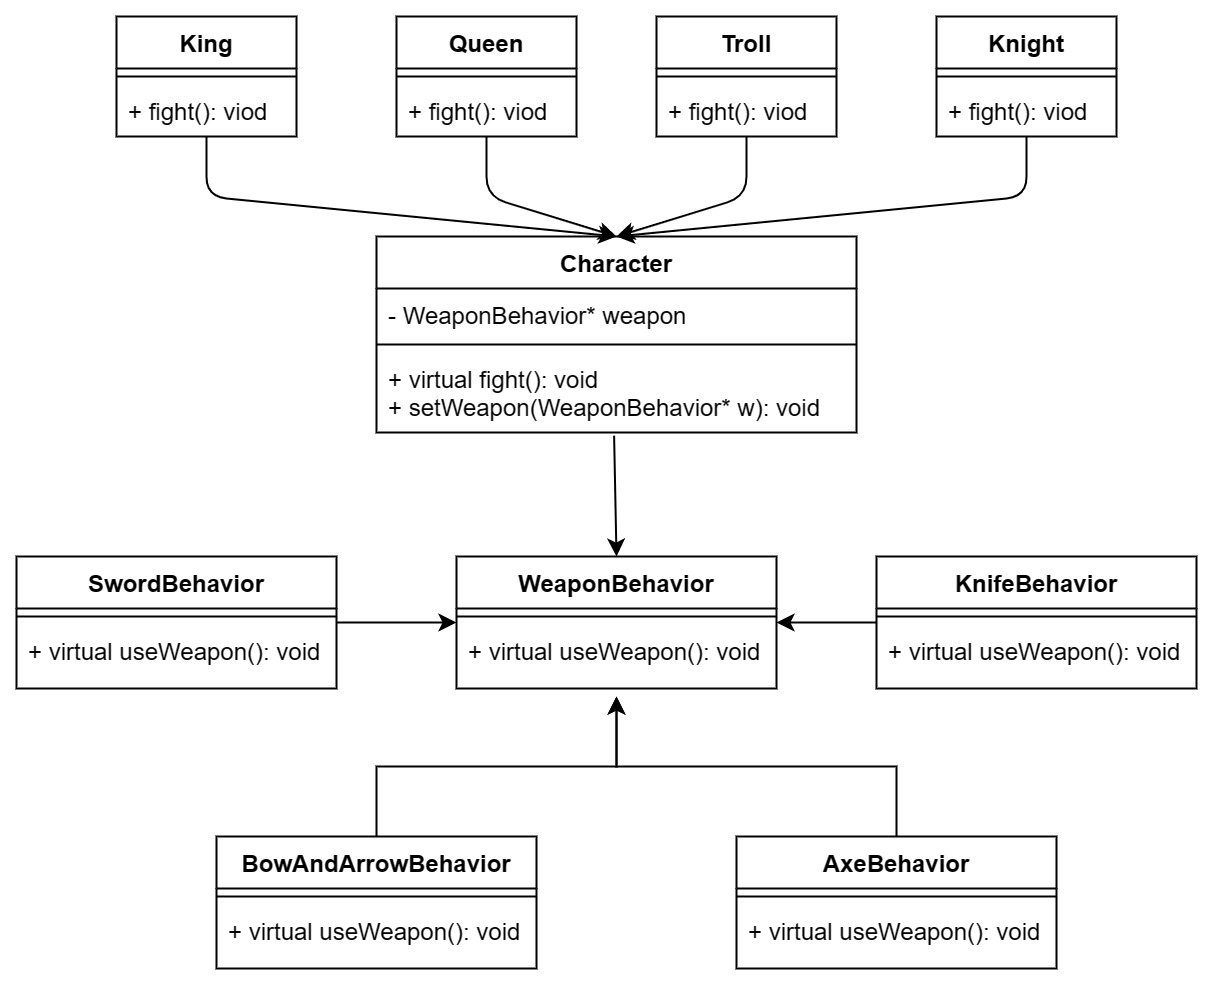 King
+ fight(): viod
Queen
+ fight(): viod
Troll
+ fight(): viod
Knight
+ fight(): viod
Character
- WeaponBehavior* weapon
+ virtual fight(): void
+ setWeapon(WeaponBehavior* w): void
SwordBehavior
+ virtual useWeapon(): void
WeaponBehavior
+ virtual useWeapon(): void
KnifeBehavior
+ virtual useWeapon(): void
BowAndArrowBehavior
+ virtual useWeapon(): void
AxeBehavior
+ virtual useWeapon(): void